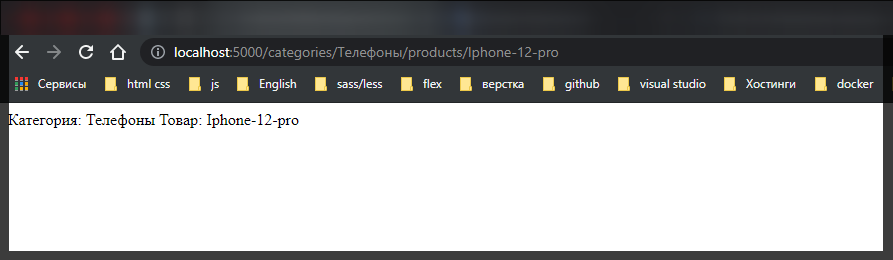 localhost:5000/categories/Телефоны/products/Iphone-12-pro
Сервисы html css js English sass/less flex верстка github visual studio Хостинги docker
Категория: Телефоны Товар: Iphone-12-pro